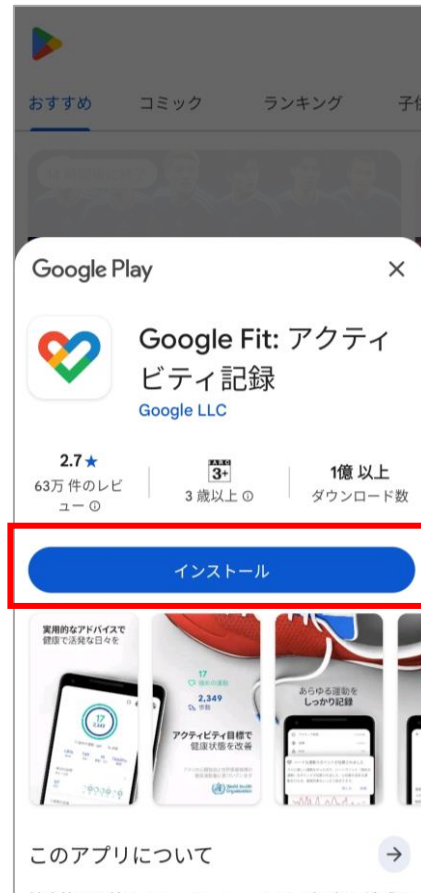 おすすめ コミック ランキング
Google Play
Google Fit: アクティ
ビティ記録
Google LLC
2.7★
63万 件のレビ
ュー
3+
3 歳以上
1億 以上
ダウンロード数
インストール
実用的なアドバイスで
健康で活発な日々を
17
2,349
歩数
アクティビティ目標で
健康状態を改善
World Health
Organization
あらゆる運動を
しっかり記録
このアプリについて